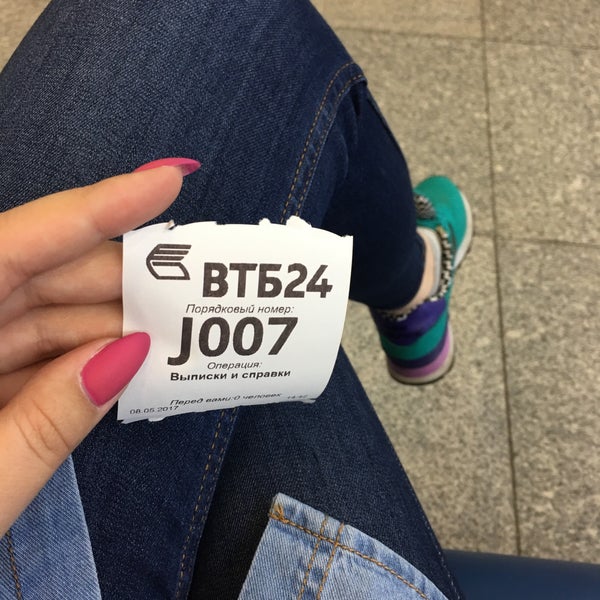 ВТБ24
Порядковый номер:
J007
Операция:
Выписки и справки
Перед вами:0 человек
08.05.2017